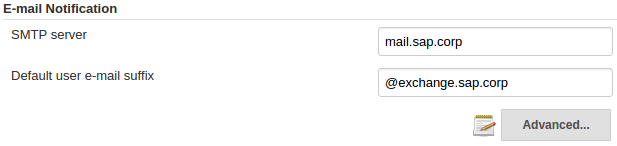 E-mail Notification
SMTP server
mail.sap.corp
Default user e-mail suffix
@exchange.sap.corp
Advanced...